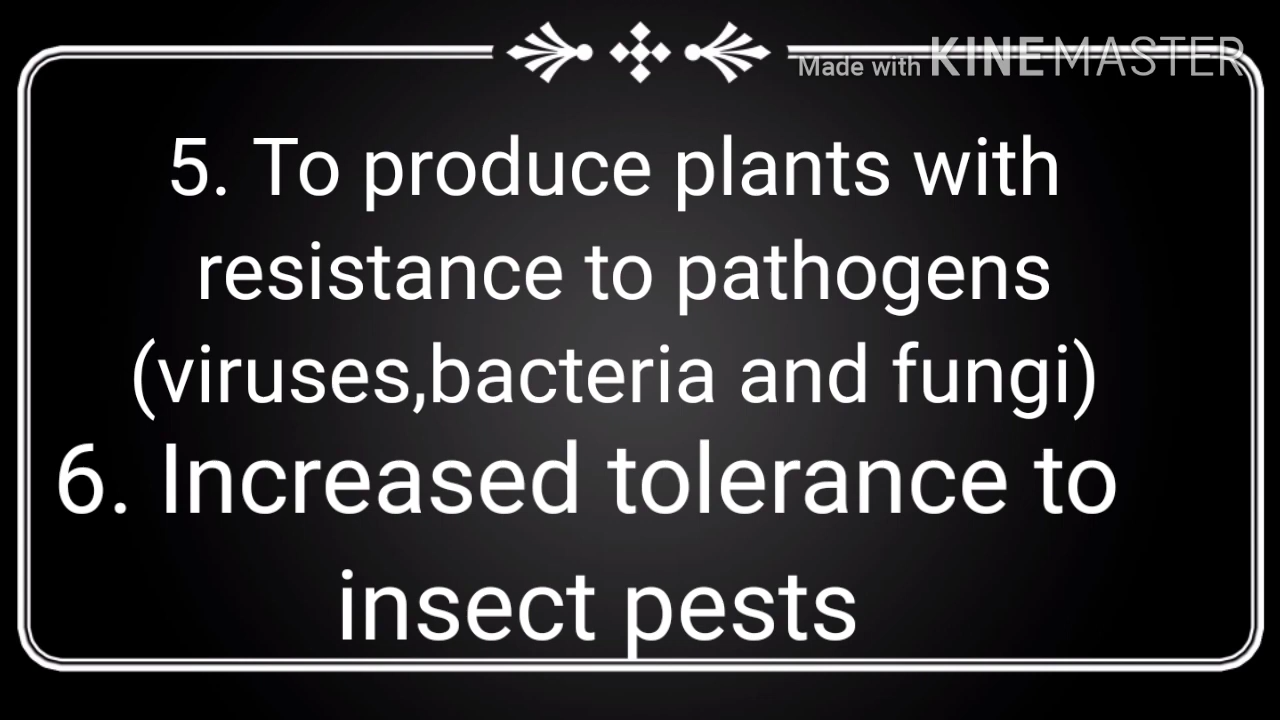 Made with KINEMASTER
5. To produce plants with
resistance to pathogens
(viruses,bacteria and fungi)
6. Increased tolerance to
insect pests